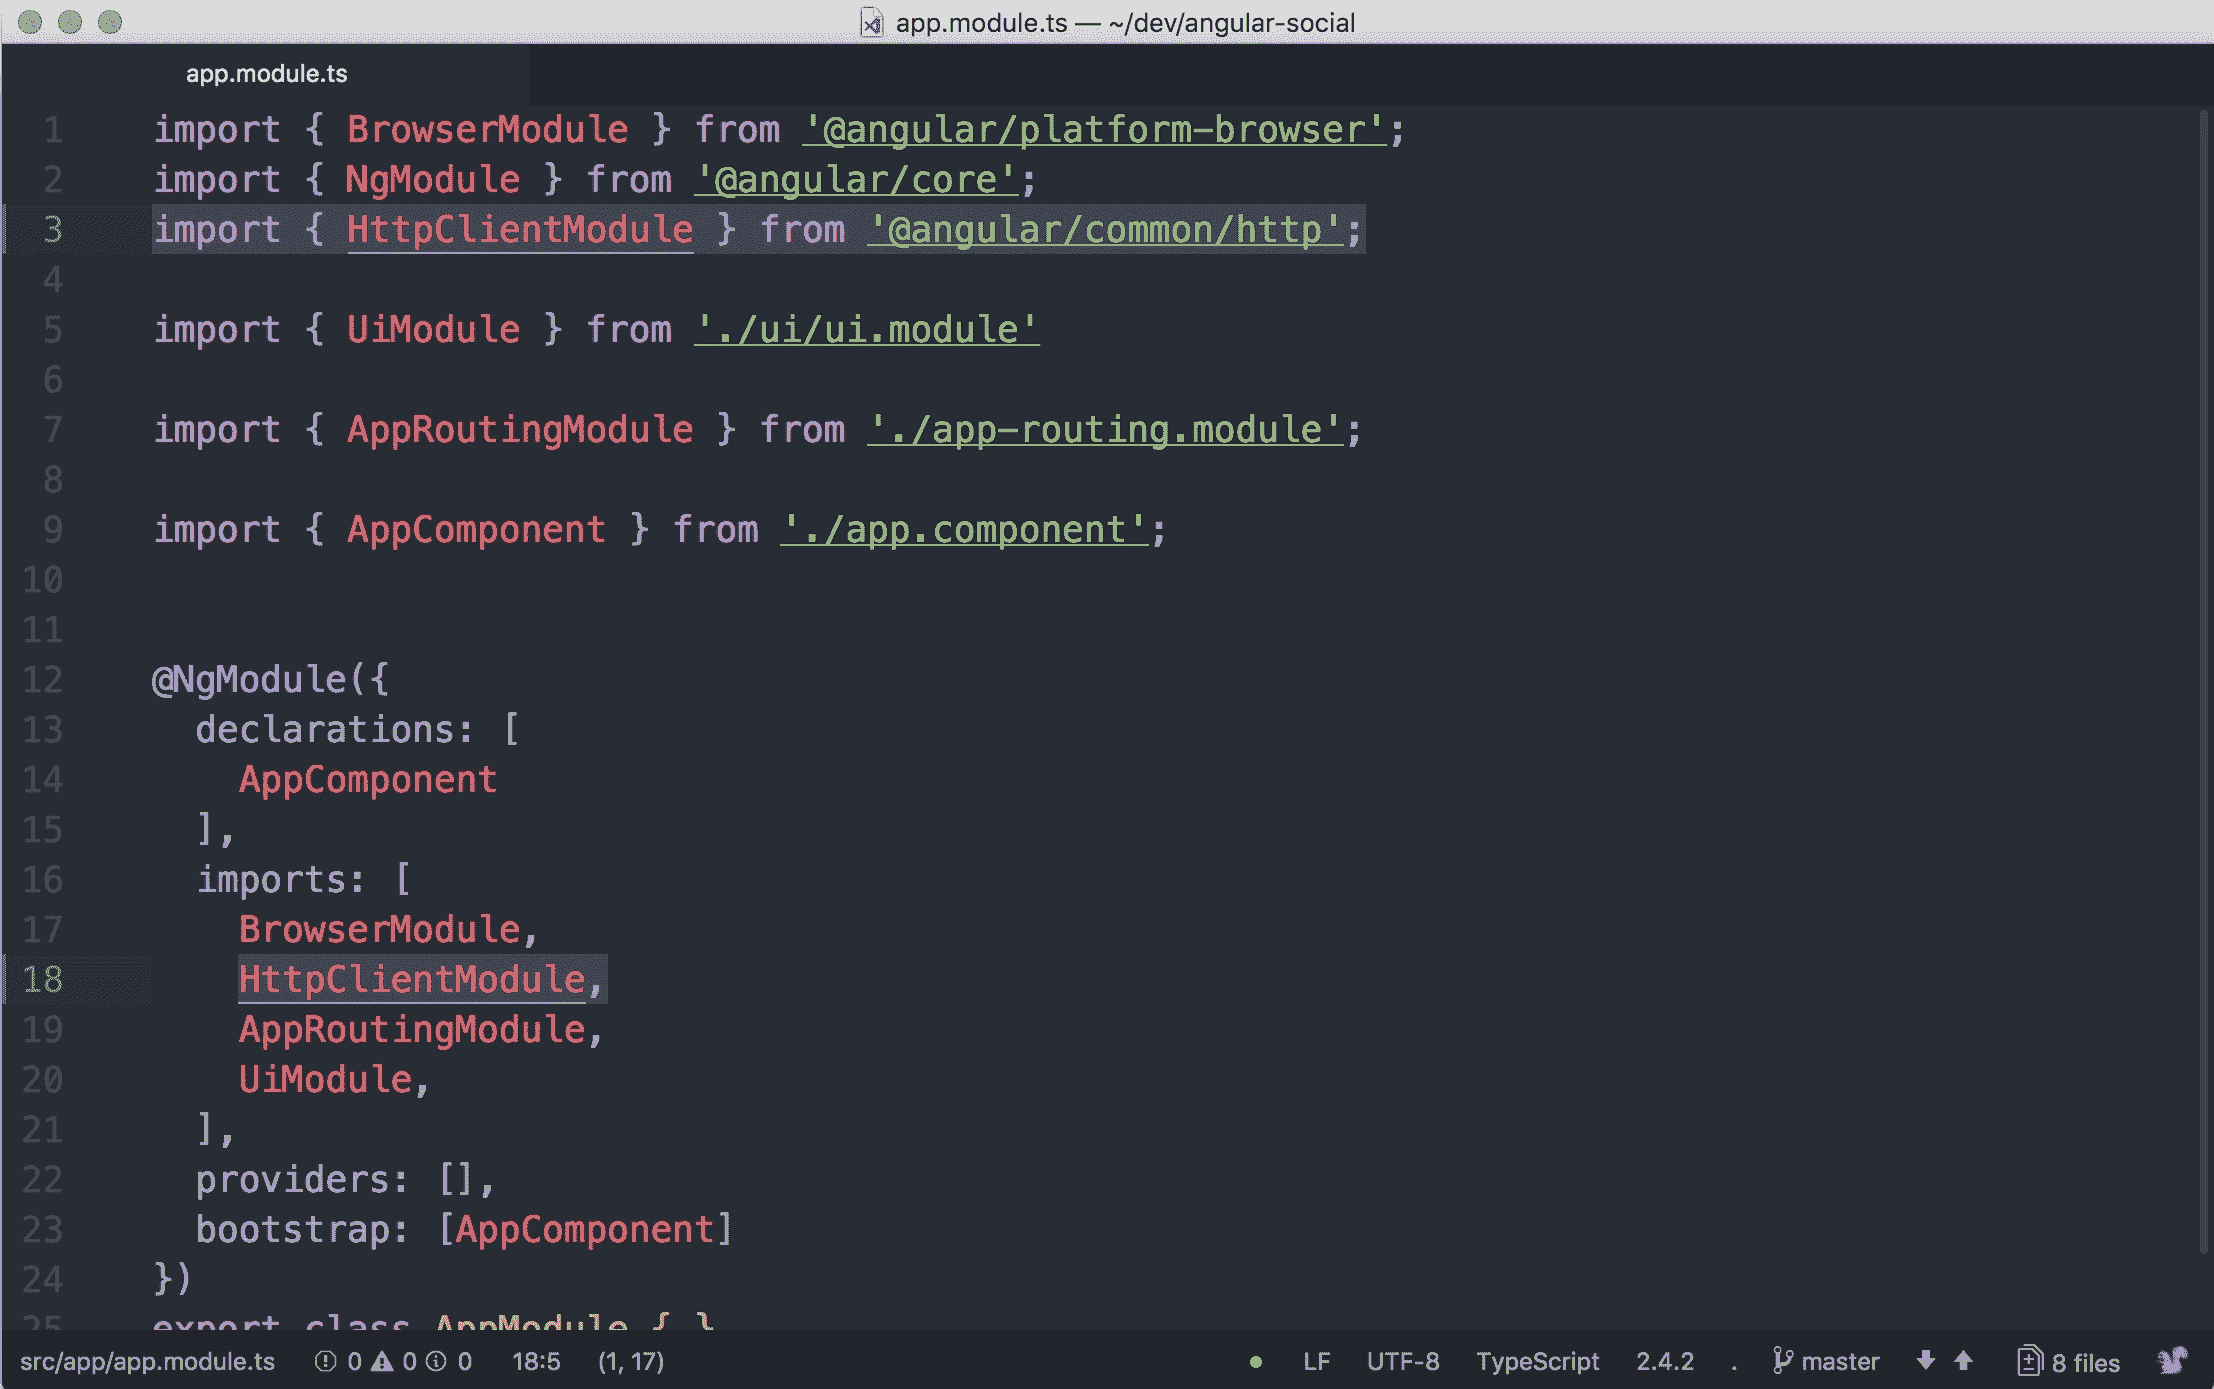 app.module.ts — ~/dev/angular-social
app.module.ts
1 import { BrowserModule } from '@angular/platform-browser';
2 import { NgModule } from '@angular/core';
3 import { HttpClientModule } from '@angular/common/http';
4
5 import { UiModule } from './ui/ui.module'
6
7 import { AppRoutingModule } from './app-routing.module';
8
9 import { AppComponent } from './app.component';
10
11
12 @NgModule({
13   declarations: [
14     AppComponent
15   ],
16   imports: [
17     BrowserModule,
18     HttpClientModule,
19     AppRoutingModule,
20     UiModule,
21   ],
22   providers: [],
23   bootstrap: [AppComponent]
24 })
25 export class AppModule { }
src/app/app.module.ts 0 0 0 18:5 (1, 17) LF UTF-8 TypeScript 2.4.2 . master 8 files